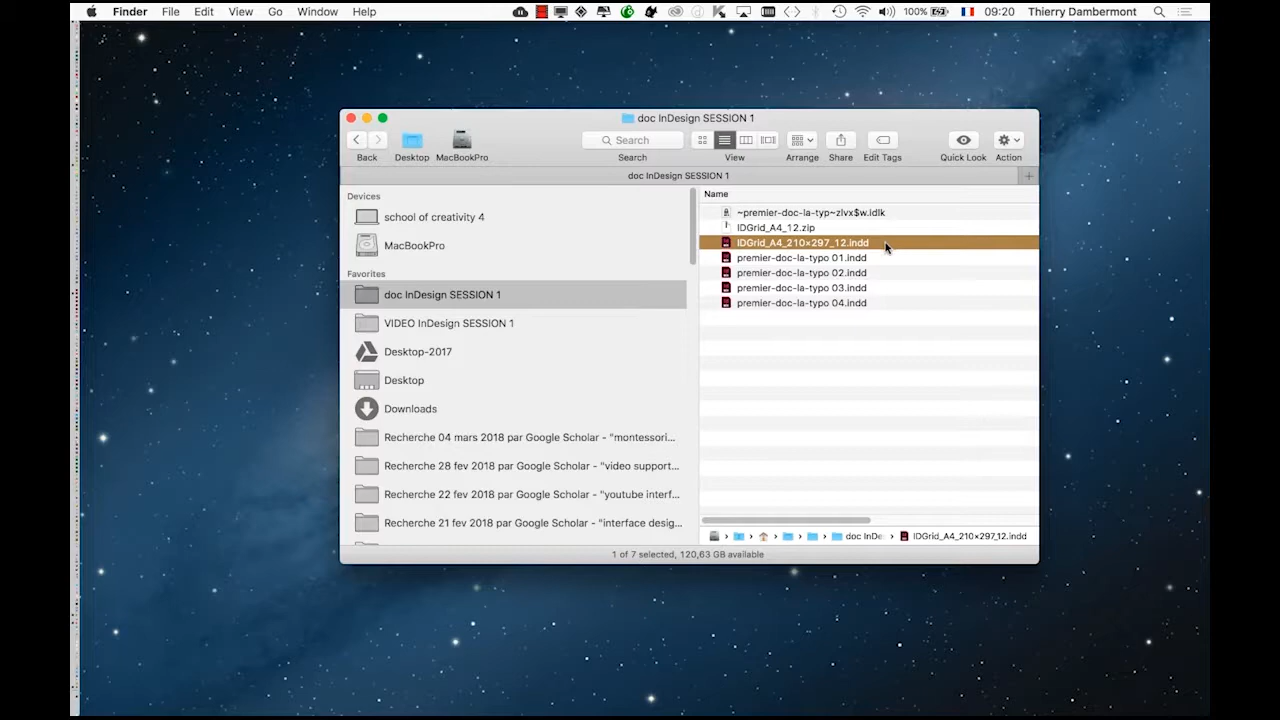 Finder File Edit View Go Window Help 100% 09:20 Thierry Dambermont
doc InDesign SESSION 1
Search
Back Desktop MacBookPro Search View Arrange Share Edit Tags Quick Look Action
doc InDesign SESSION 1
Devices
school of creativity 4
MacBookPro
Favorites
doc InDesign SESSION 1
VIDEO InDesign SESSION 1
Desktop-2017
Desktop
Downloads
Recherche 04 mars 2018 par Google Scholar - "montessori...
Recherche 28 fev 2018 par Google Scholar - "video support...
Recherche 22 fev 2018 par Google Scholar - "youtube interf...
Recherche 21 fev 2018 par Google Scholar - "interface desig...
Name
~premier-doc-la-typ~zlvx$w.idlk
IDGrid_A4_12.zip
IDGrid_A4_210x297_12.indd
premier-doc-la-typo 01.indd
premier-doc-la-typo 02.indd
premier-doc-la-typo 03.indd
premier-doc-la-typo 04.indd
doc InDe IDGrid_A4_210x297_12.indd
1 of 7 selected, 120,63 GB available